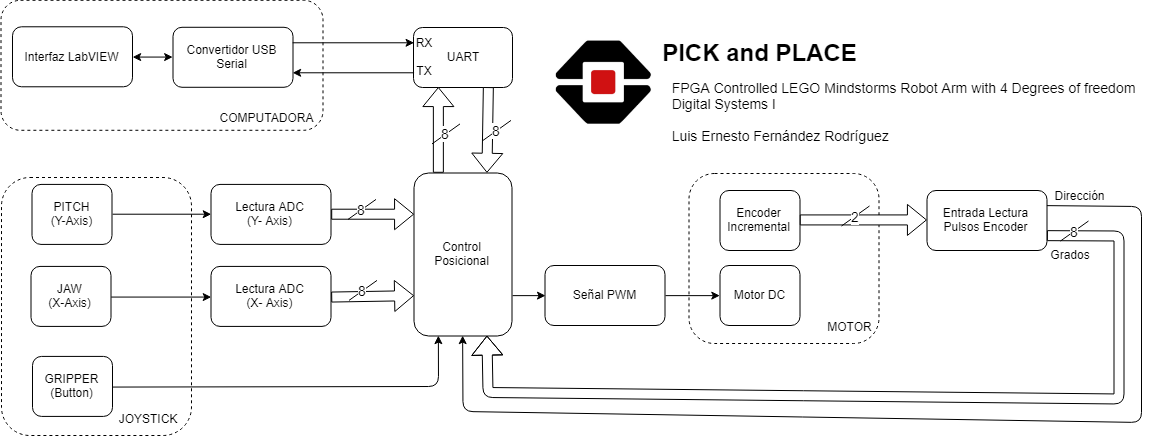 Interfaz LabVIEW
Convertidor USB
Serial
COMPUTADORA
RX
UART
TX
8
8
PICK and PLACE
FPGA Controlled LEGO Mindstorms Robot Arm with 4 Degrees of freedom
Digital Systems I
Luis Ernesto Fernández Rodríguez
PITCH
(Y-Axis)
Lectura ADC
(Y- Axis)
8
JAW
(X-Axis)
Lectura ADC
(X- Axis)
8
GRIPPER
(Button)
JOYSTICK
Control
Posicional
Señal PWM
Encoder
Incremental
Motor DC
MOTOR
2
Entrada Lectura
Pulsos Encoder
Dirección
8
Grados